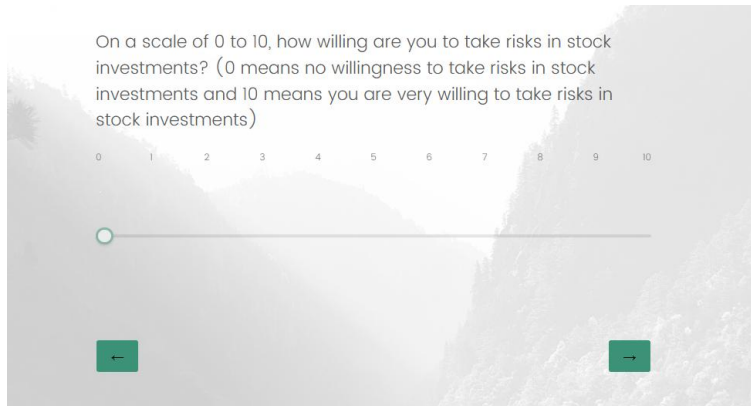 On a scale of 0 to 10, how willing are you to take risks in stock
investments? (0 means no willingness to take risks in stock
investments and 10 means you are very willing to take risks in
stock investments)
0 1 2 3 4 5 6 7 8 9 10
← →